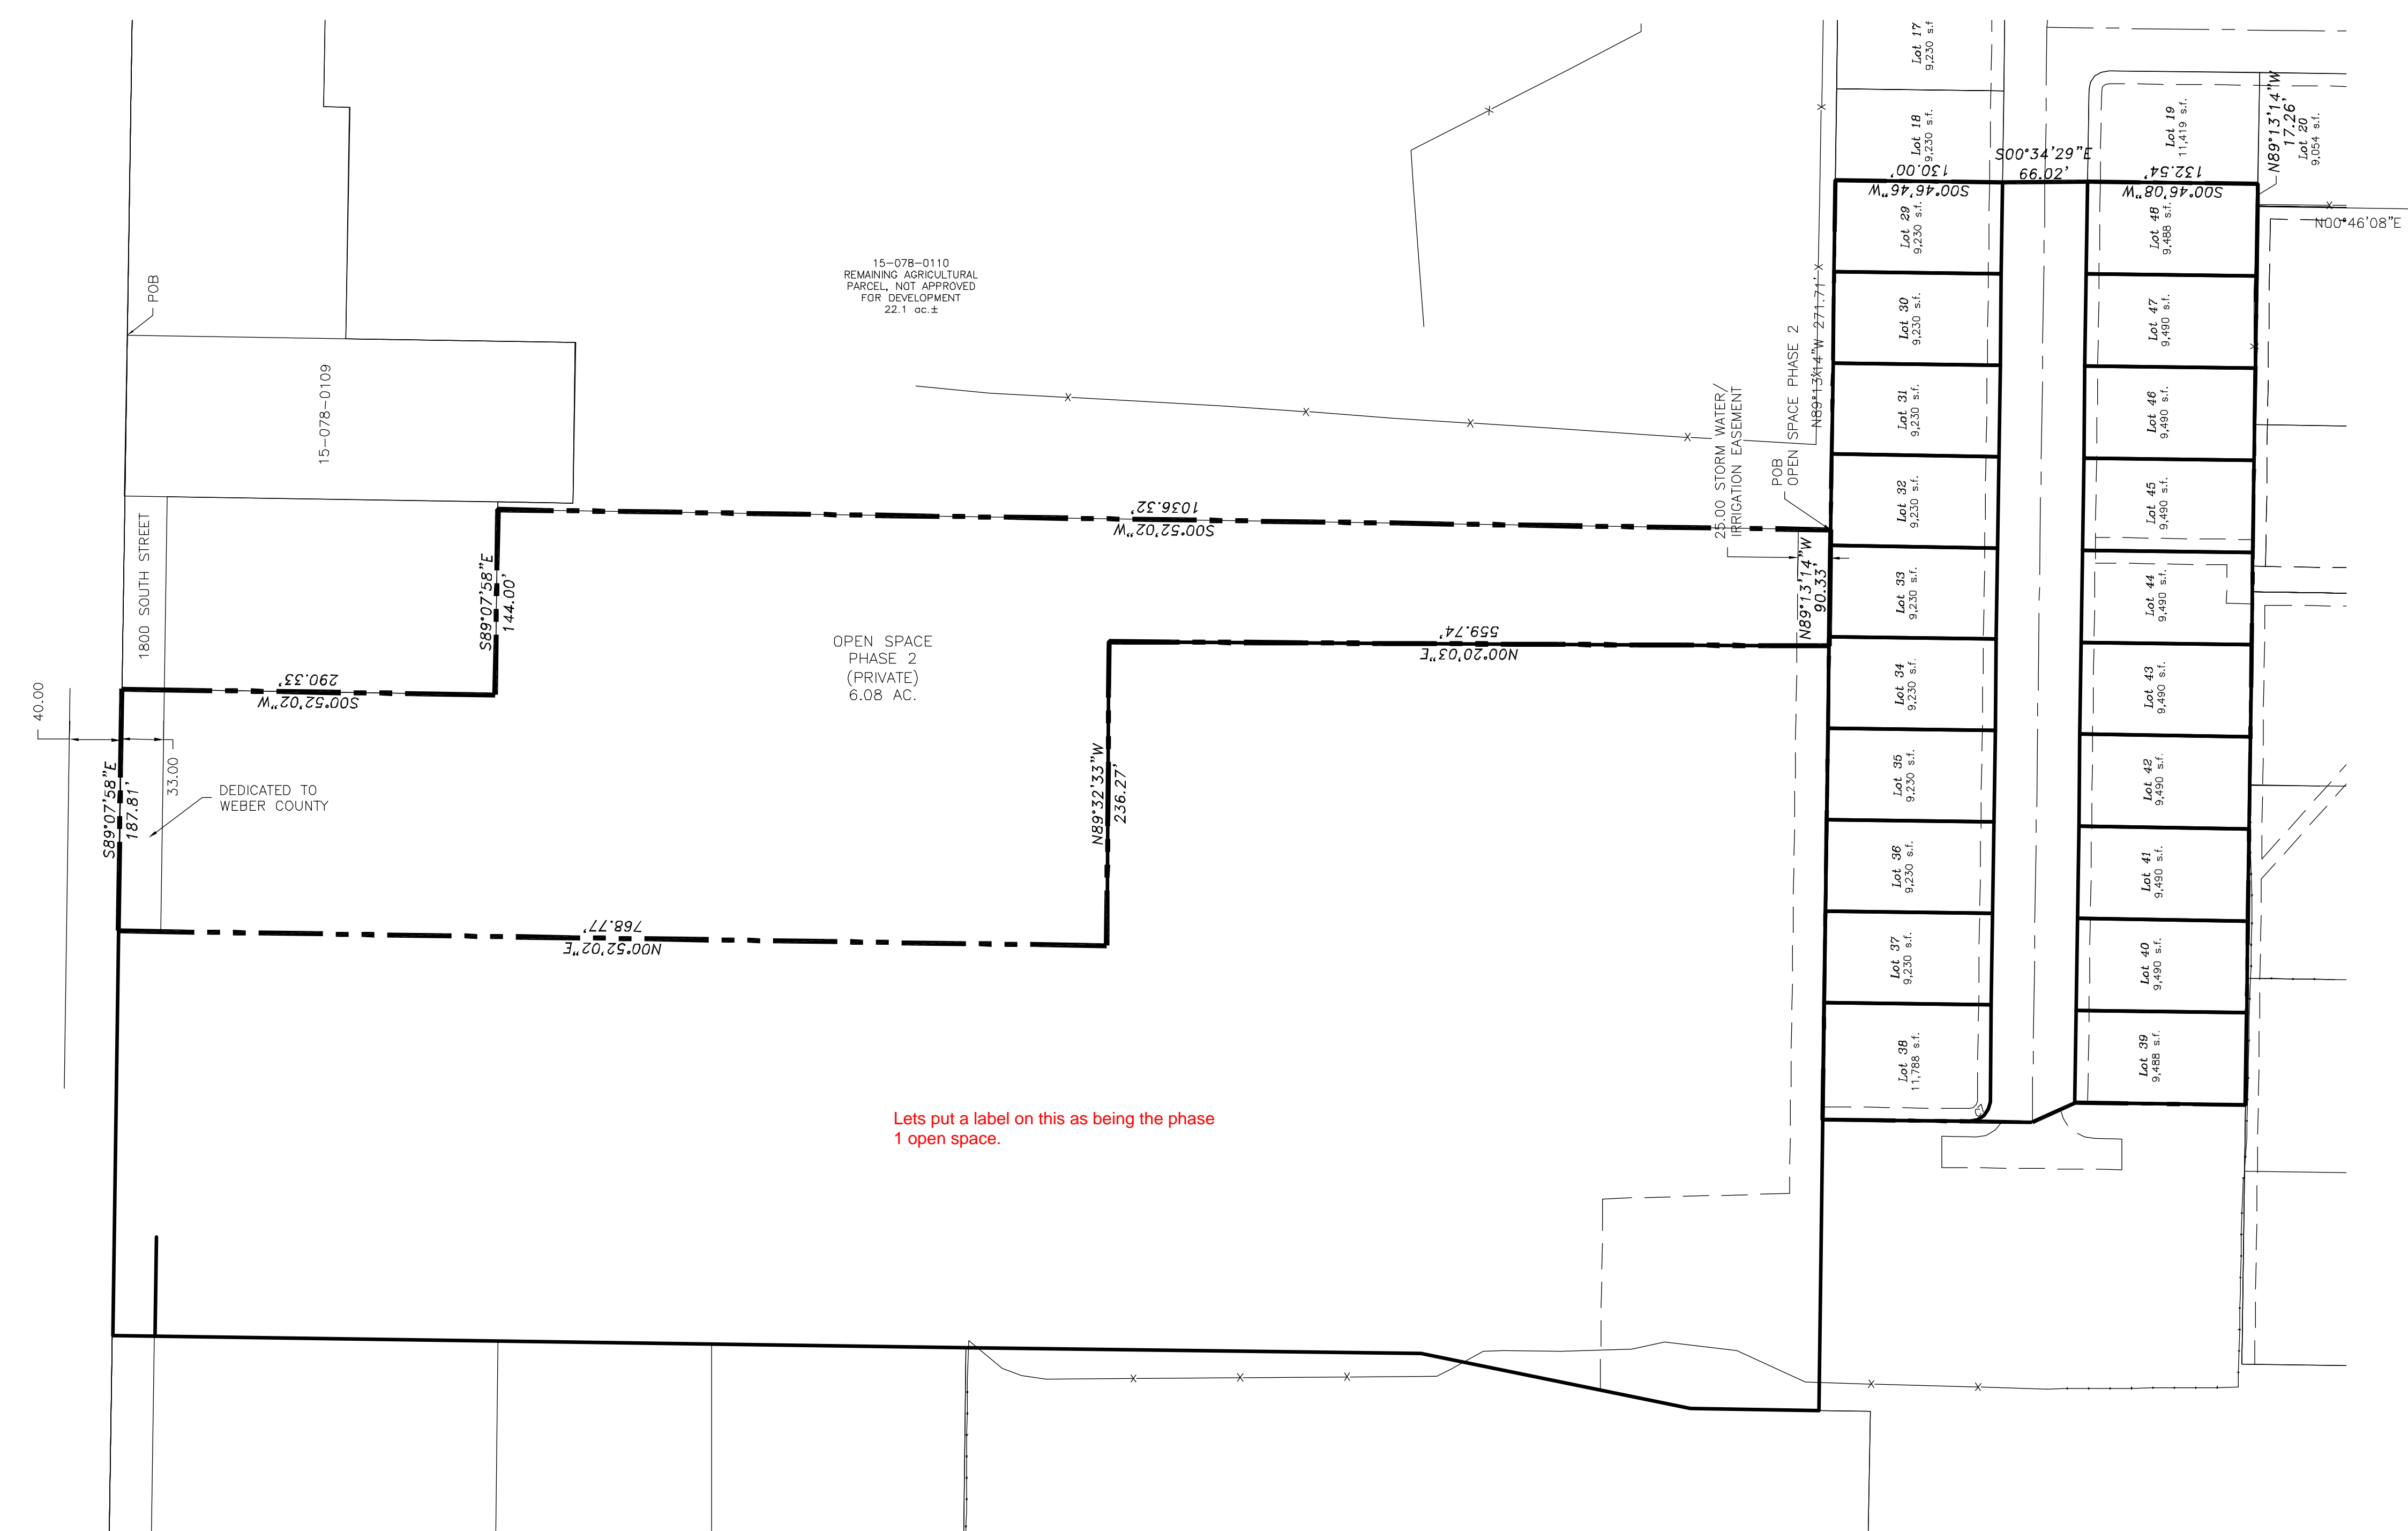 Lot 17
9,230 s.f
Lot 18
9,230 s.f.
Lot 19
11,419 s.f.
N89°13'14"W
17.26'
Lot 20
9,054 s.f.
S00°34'29"E
66.02'
130.00'
S00°46'46"W
132.54'
S00°46'08"W
N00°46'08"E
Lot 29
9,230 s.f.
Lot 48
9,488 s.f.
15-078-0110
REMAINING AGRICULTURAL
PARCEL, NOT APPROVED
FOR DEVELOPMENT
22.1 ac.±
POB
Lot 30
9,230 s.f.
Lot 47
9,490 s.f.
N89°13'14"W 271.71'
15-078-0109
25.00 STORM WATER/
IRRIGATION EASEMENT
POB
OPEN SPACE PHASE 2
Lot 31
9,230 s.f.
Lot 46
9,490 s.f.
Lot 32
9,230 s.f.
Lot 45
9,490 s.f.
1036.32'
S00°52'02"W
1800 SOUTH STREET
S89°07'58"E
144.00'
N89°13'14"W
90.33'
Lot 33
9,230 s.f.
Lot 44
9,490 s.f.
559.74'
N00°20'03"E
OPEN SPACE
PHASE 2
(PRIVATE)
6.08 AC.
290.33'
S00°52'02"W
Lot 34
9,230 s.f.
Lot 43
9,490 s.f.
40.00
33.00
S89°07'58"E
187.81'
DEDICATED TO
WEBER COUNTY
N89°32'33"W
236.27'
Lot 35
9,230 s.f.
Lot 42
9,490 s.f.
Lot 36
9,230 s.f.
Lot 41
9,490 s.f.
768.77'
N00°52'02"E
Lot 37
9,230 s.f.
Lot 40
9,490 s.f.
Lot 38
11,788 s.f.
Lot 39
9,488 s.f.
Lets put a label on this as being the phase
1 open space.